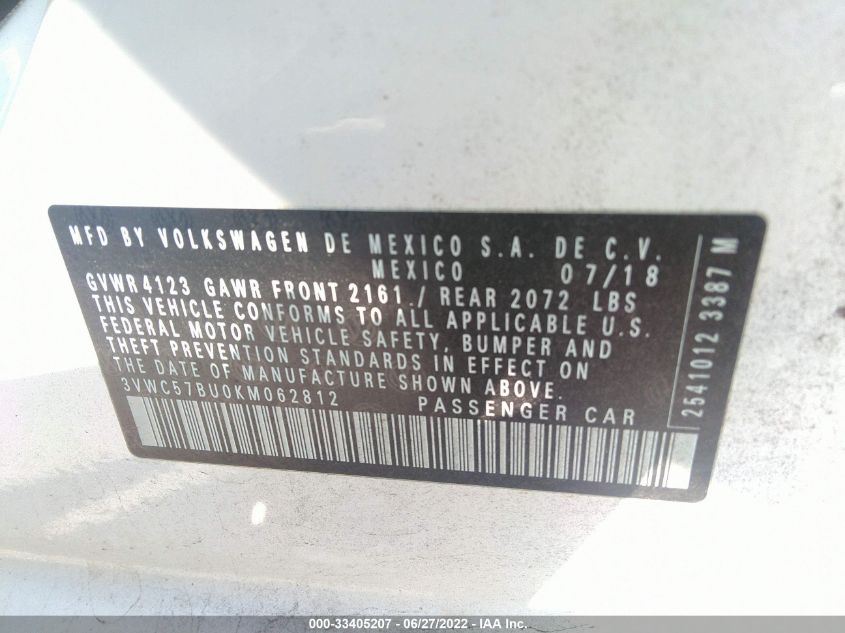 MFD BY VOLKSWAGEN DE MEXICO S.A. DE C.V.
MEXICO 07/18
GVWR 4123 GAWR FRONT 2161 / REAR 2072 LBS
THIS VEHICLE CONFORMS TO ALL APPLICABLE U.S.
FEDERAL MOTOR VEHICLE SAFETY, BUMPER AND
THEFT PREVENTION STANDARDS IN EFFECT ON
THE DATE OF MANUFACTURE SHOWN ABOVE.
3VWC57BU0KM062812 PASSENGER CAR
2541012 3387 M
000-33405207 - 06/27/2022 - IAA Inc.